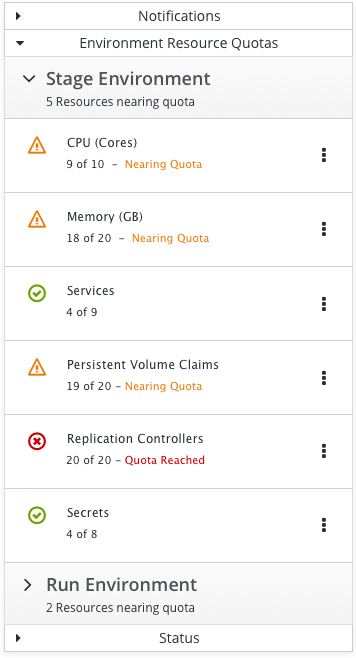 Notifications
Environment Resource Quotas
Stage Environment
5 Resources nearing quota
CPU (Cores)
9 of 10 – Nearing Quota
Memory (GB)
18 of 20 – Nearing Quota
Services
4 of 9
Persistent Volume Claims
19 of 20 – Nearing Quota
Replication Controllers
20 of 20 – Quota Reached
Secrets
4 of 8
Run Environment
2 Resources nearing quota
Status